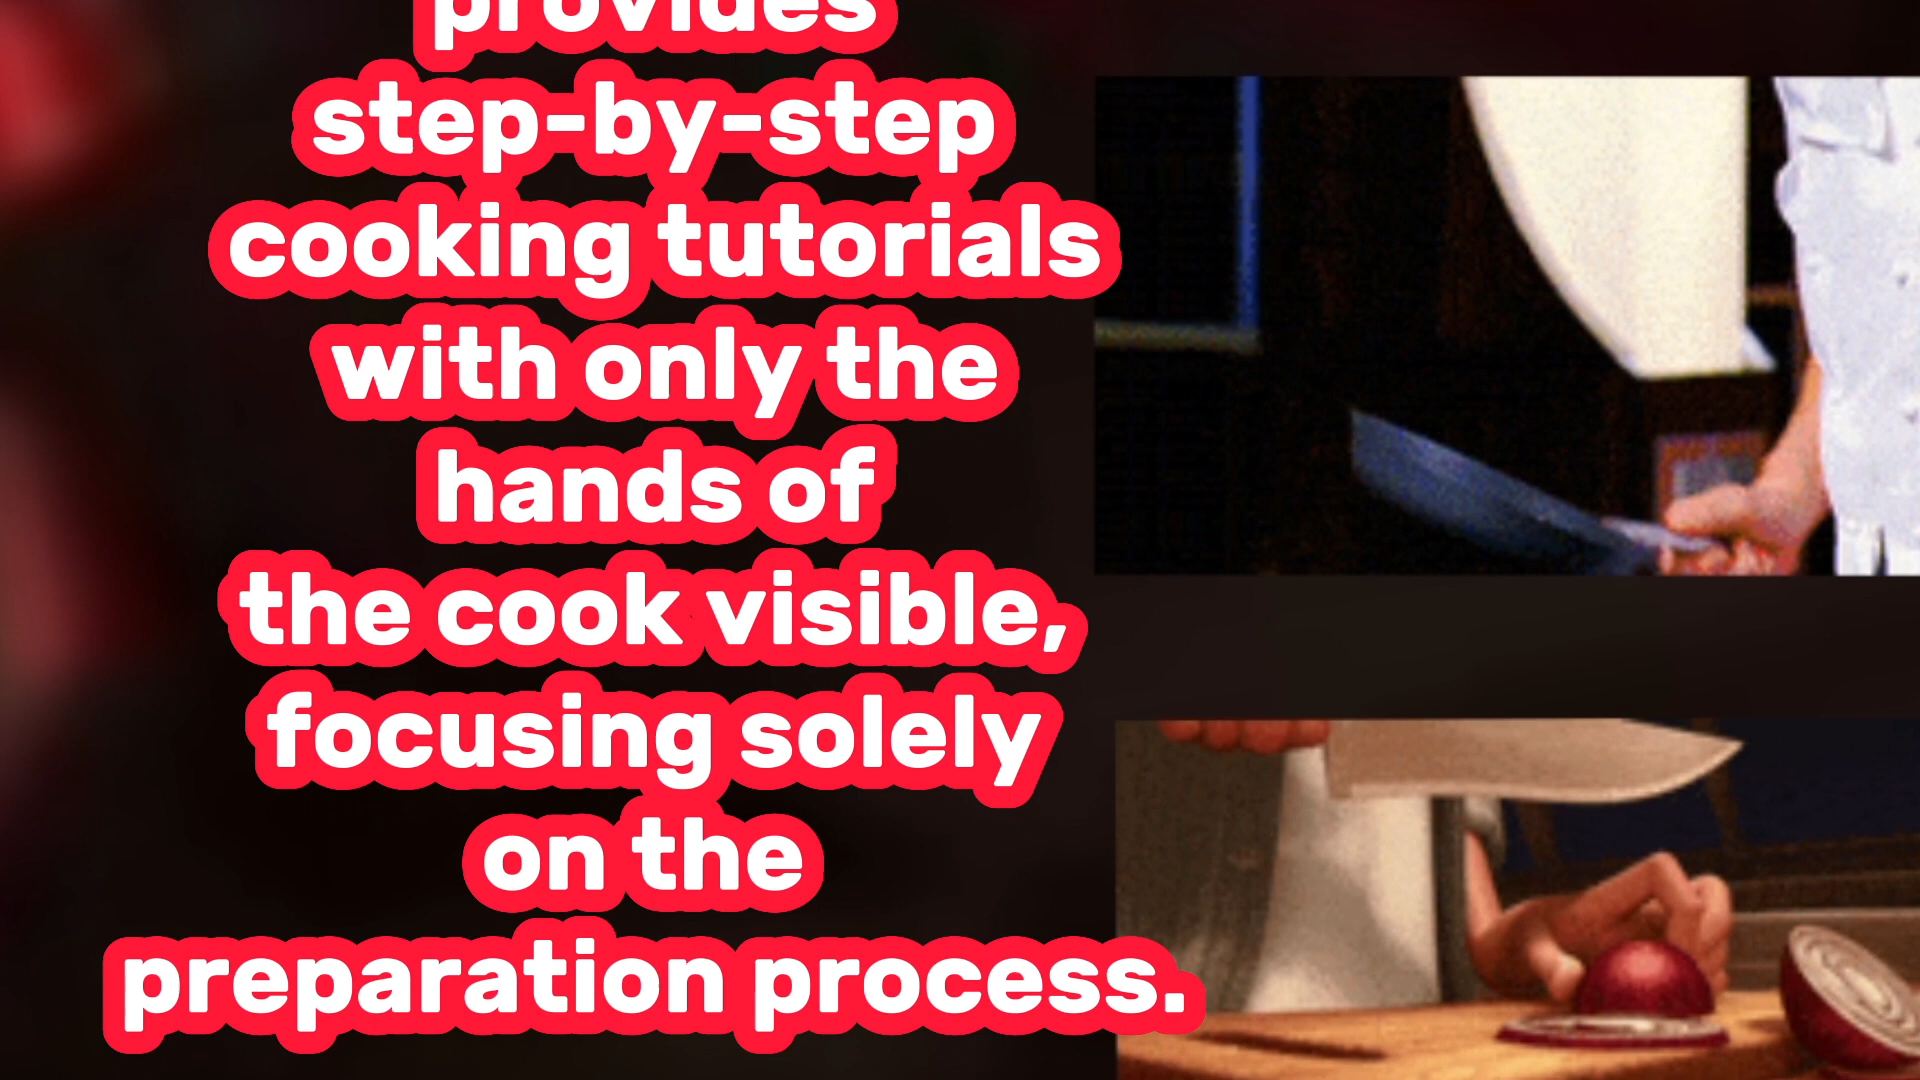 provides
step-by-step
cooking tutorials
with only the
hands of
the cook visible,
focusing solely
on the
preparation process.